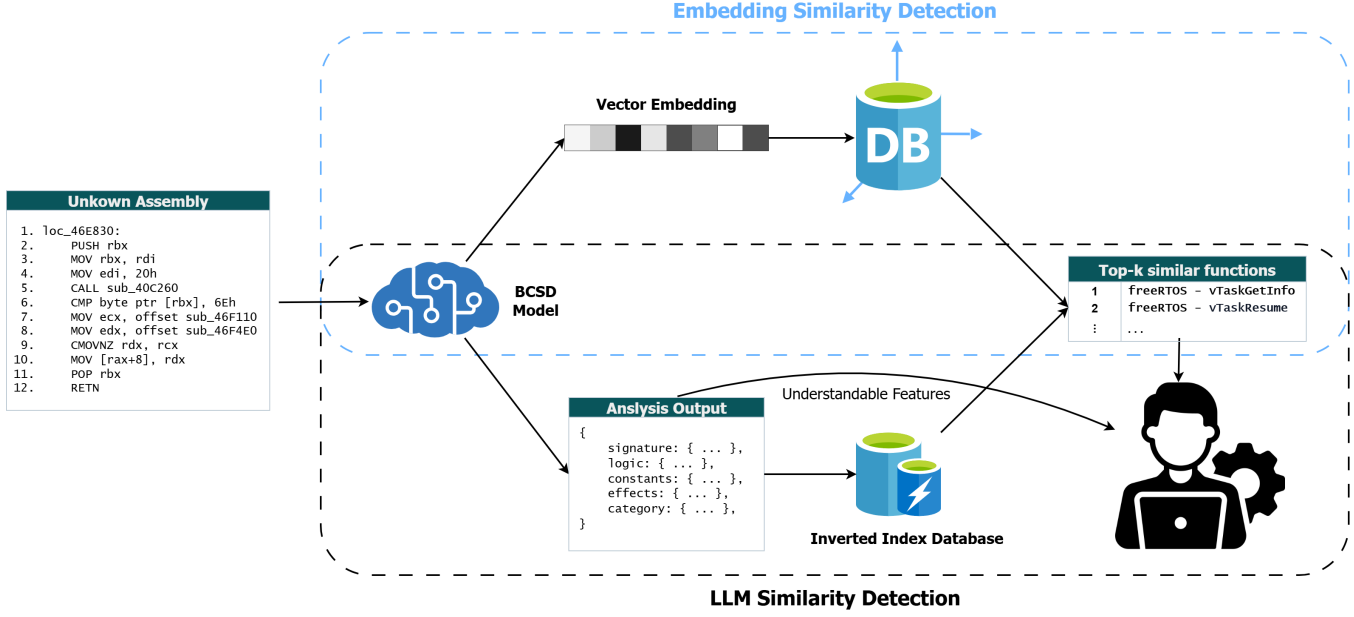 Embedding Similarity Detection
Vector Embedding
DB
Unkown Assembly
1. loc_46E830:
2. PUSH rbx
3. MOV rbx, rdi
4. MOV edi, 20h
5. CALL sub_40C260
6. CMP byte ptr [rbx], 6Eh
7. MOV ecx, offset sub_46F110
8. MOV edx, offset sub_46F4E0
9. CMOVNZ rdx, rcx
10. MOV [rax+8], rdx
11. POP rbx
12. RETN
BCSD
Model
Top-k similar functions
1 freeRTOS - vTaskGetInfo
2 freeRTOS - vTaskResume
⋮ ...
Understandable Features
Anslysis Output
{
signature: { ... },
logic: { ... },
constants: { ... },
effects: { ... },
category: { ... },
}
Inverted Index Database
LLM Similarity Detection